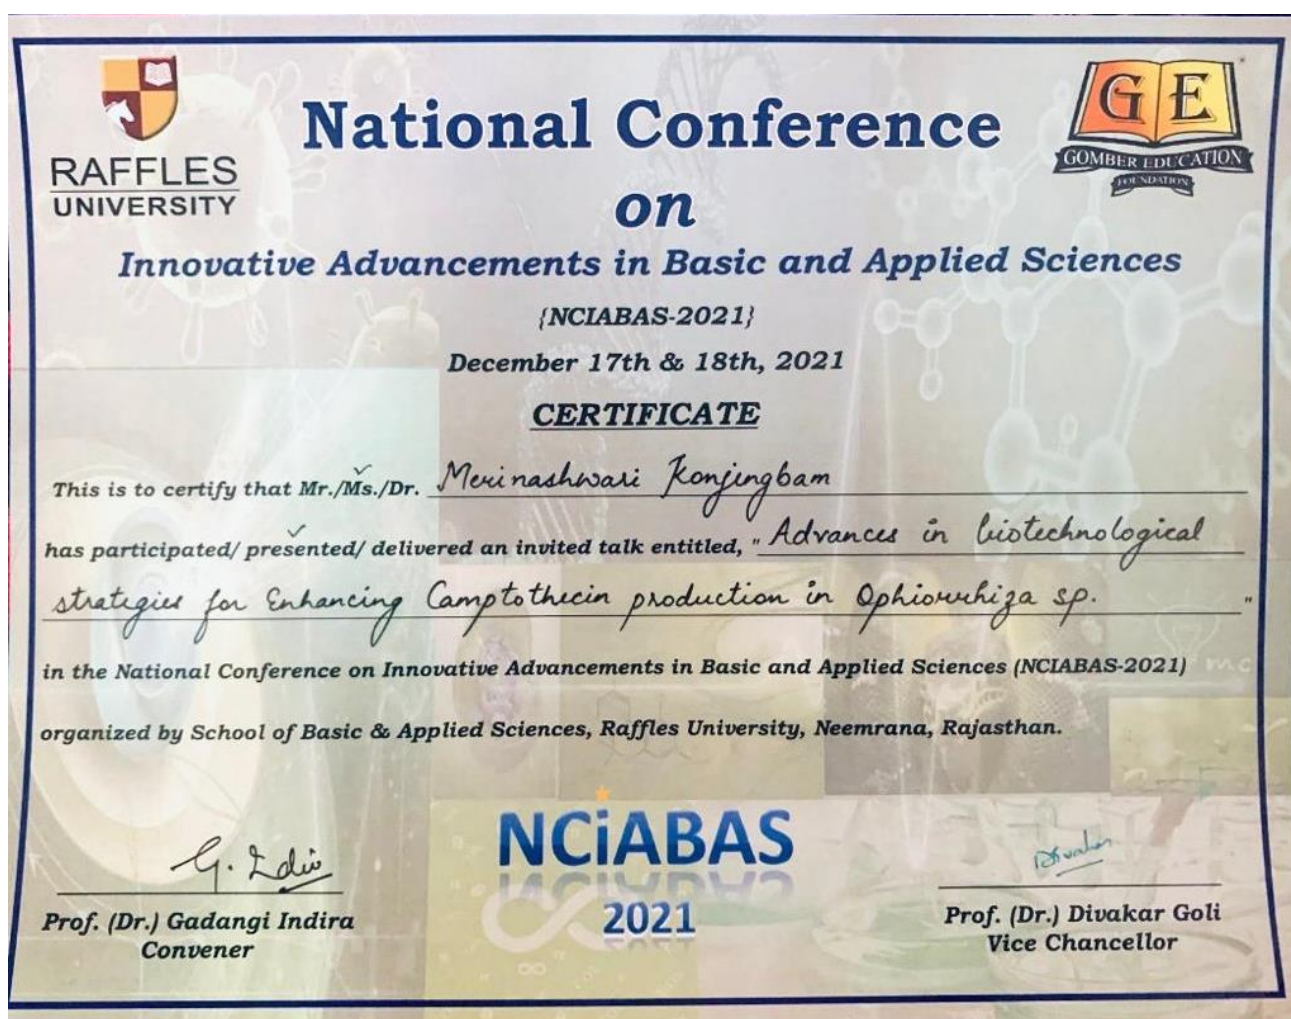 RAFFLES
UNIVERSITY
GE
GOMBER EDUCATION
FOUNDATION
National Conference
on
Innovative Advancements in Basic and Applied Sciences
{NCIABAS-2021}
December 17th & 18th, 2021
CERTIFICATE
This is to certify that Mr./Ms./Dr. Merinashwari Konjengbam
has participated/ presented/ delivered an invited talk entitled, " Advances in biotechnological
strategies for Enhancing Camptothecin production in Ophiorrhiza sp. "
in the National Conference on Innovative Advancements in Basic and Applied Sciences (NCIABAS-2021)
organized by School of Basic & Applied Sciences, Raffles University, Neemrana, Rajasthan.
NCiABAS
2021
G. Indira
Prof. (Dr.) Gadangi Indira
Convener
Divakar
Prof. (Dr.) Divakar Goli
Vice Chancellor